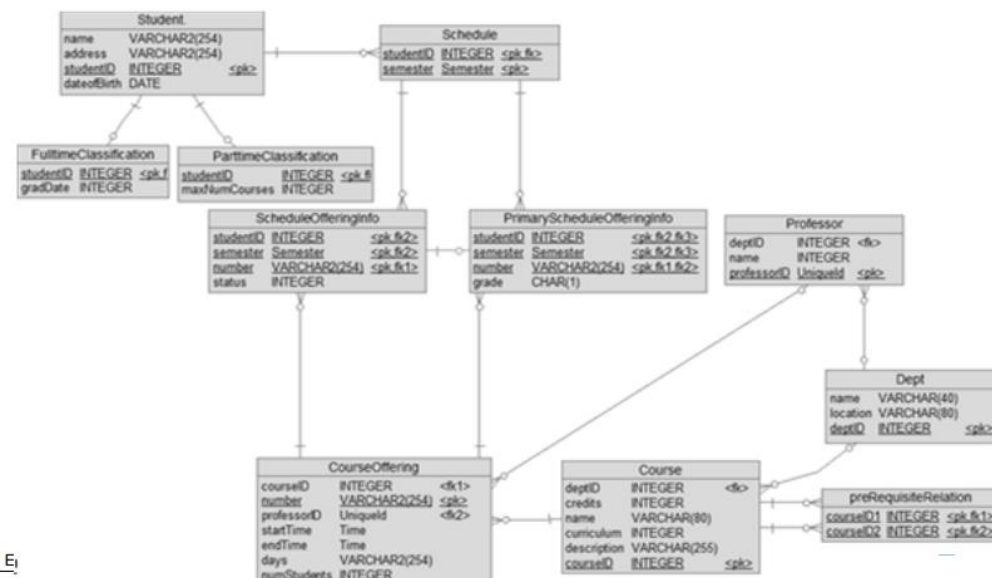 Student.
name VARCHAR2(254)
address VARCHAR2(254)
studentID INTEGER <pk>
dateofBirth DATE
Schedule
studentID INTEGER <pk.fk>
semester Semester <pk>
FulltimeClassification
studentID INTEGER <pk.f
gradDate INTEGER
ParttimeClassification
studentID INTEGER <pk.fl
maxNumCourses INTEGER
ScheduleOfferingInfo
studentID INTEGER <pk.fk2>
semester Semester <pk.fk2>
number VARCHAR2(254) <pk.fk1>
status INTEGER
PrimaryScheduleOfferingInfo
studentID INTEGER <pk.fk2.fk3>
semester Semester <pk.fk2.fk3>
number VARCHAR2(254) <pk.fk1.fk2>
grade CHAR(1)
Professor
deptID INTEGER <fk>
name INTEGER
professorID UniqueId <pk>
Dept
name VARCHAR(40)
location VARCHAR(80)
deptID INTEGER <pk>
CourseOffering
courseID INTEGER <fk1>
number VARCHAR2(254) <pk>
professorID UniqueId <fk2>
startTime Time
endTime Time
days VARCHAR2(254)
numStudents INTEGER
Course
deptID INTEGER <fk>
credits INTEGER
name VARCHAR(80)
curriculum INTEGER
description VARCHAR(255)
courseID INTEGER <pk>
preRequisiteRelation
courseID1 INTEGER <pk.fk1>
courseID2 INTEGER <pk.fk2>